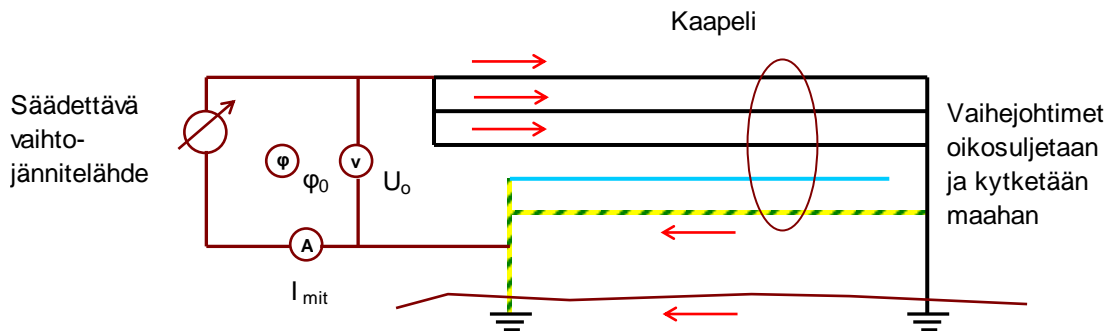 Kaapeli
Säädettävä
vaihto-
jännitelähde
φ
φ₀
v
Uₒ
A
I mit
Vaihejohtimet
oikosuljetaan
ja kytketään
maahan